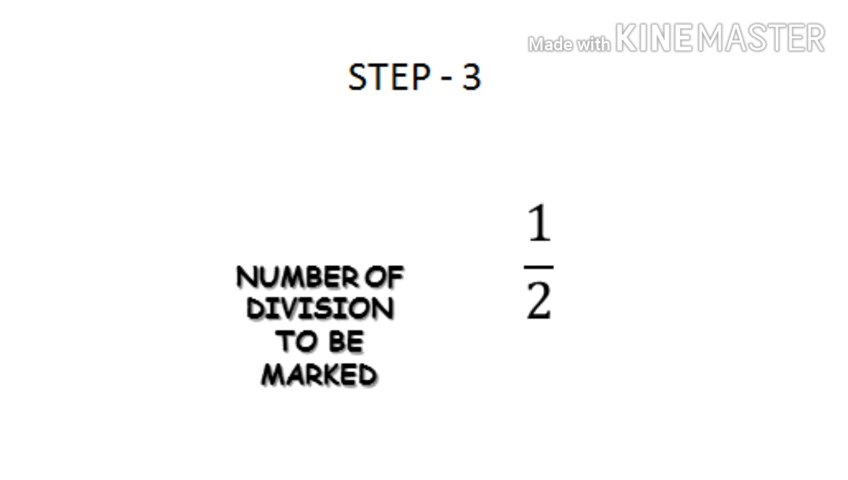 Made with KINEMASTER
STEP - 3
1
2
NUMBER OF
DIVISION
TO BE
MARKED